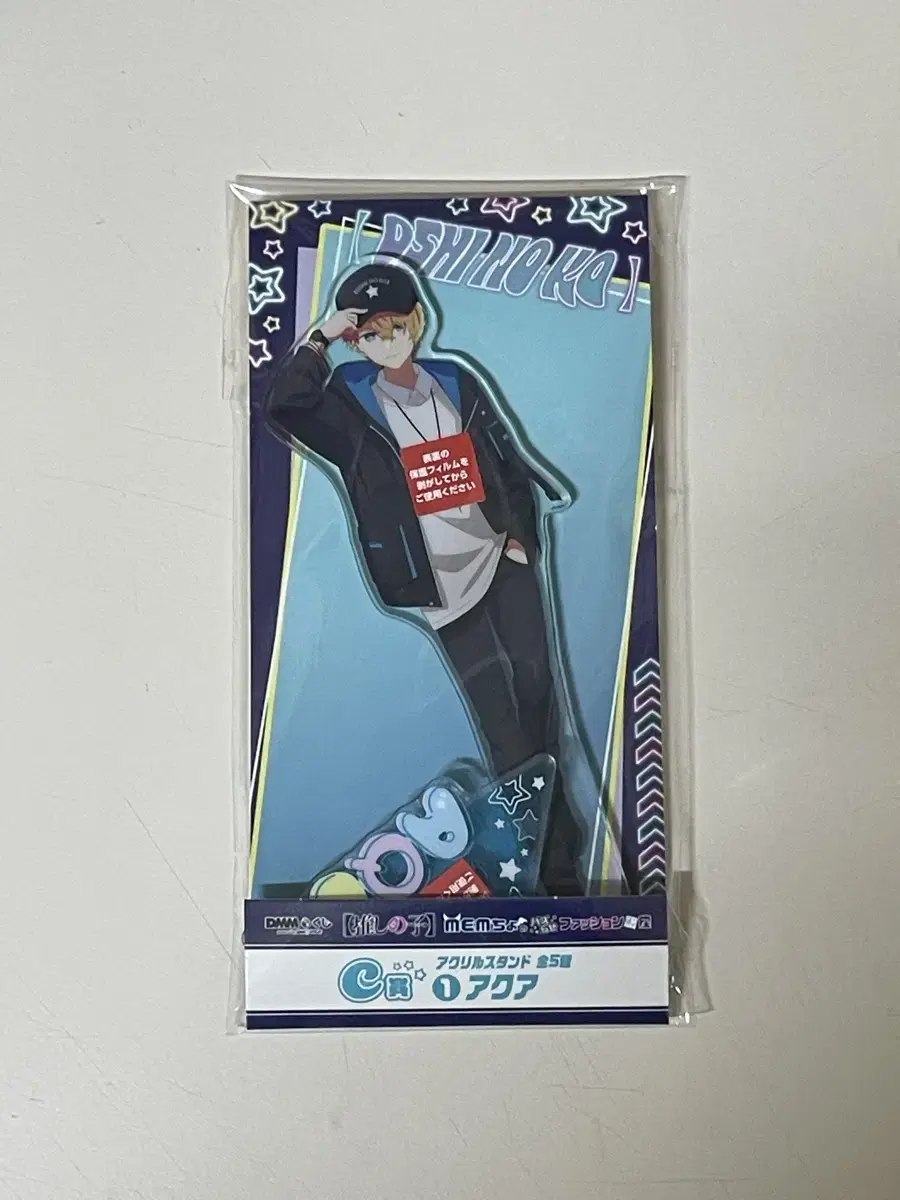 【OSHI NO KO】
表裏の
保護フィルムを
剥がしてから
ご使用ください
DMMくじ 【推しの子】 MEMちょ ファッション
C賞 アクリルスタンド 全5種
① アクア